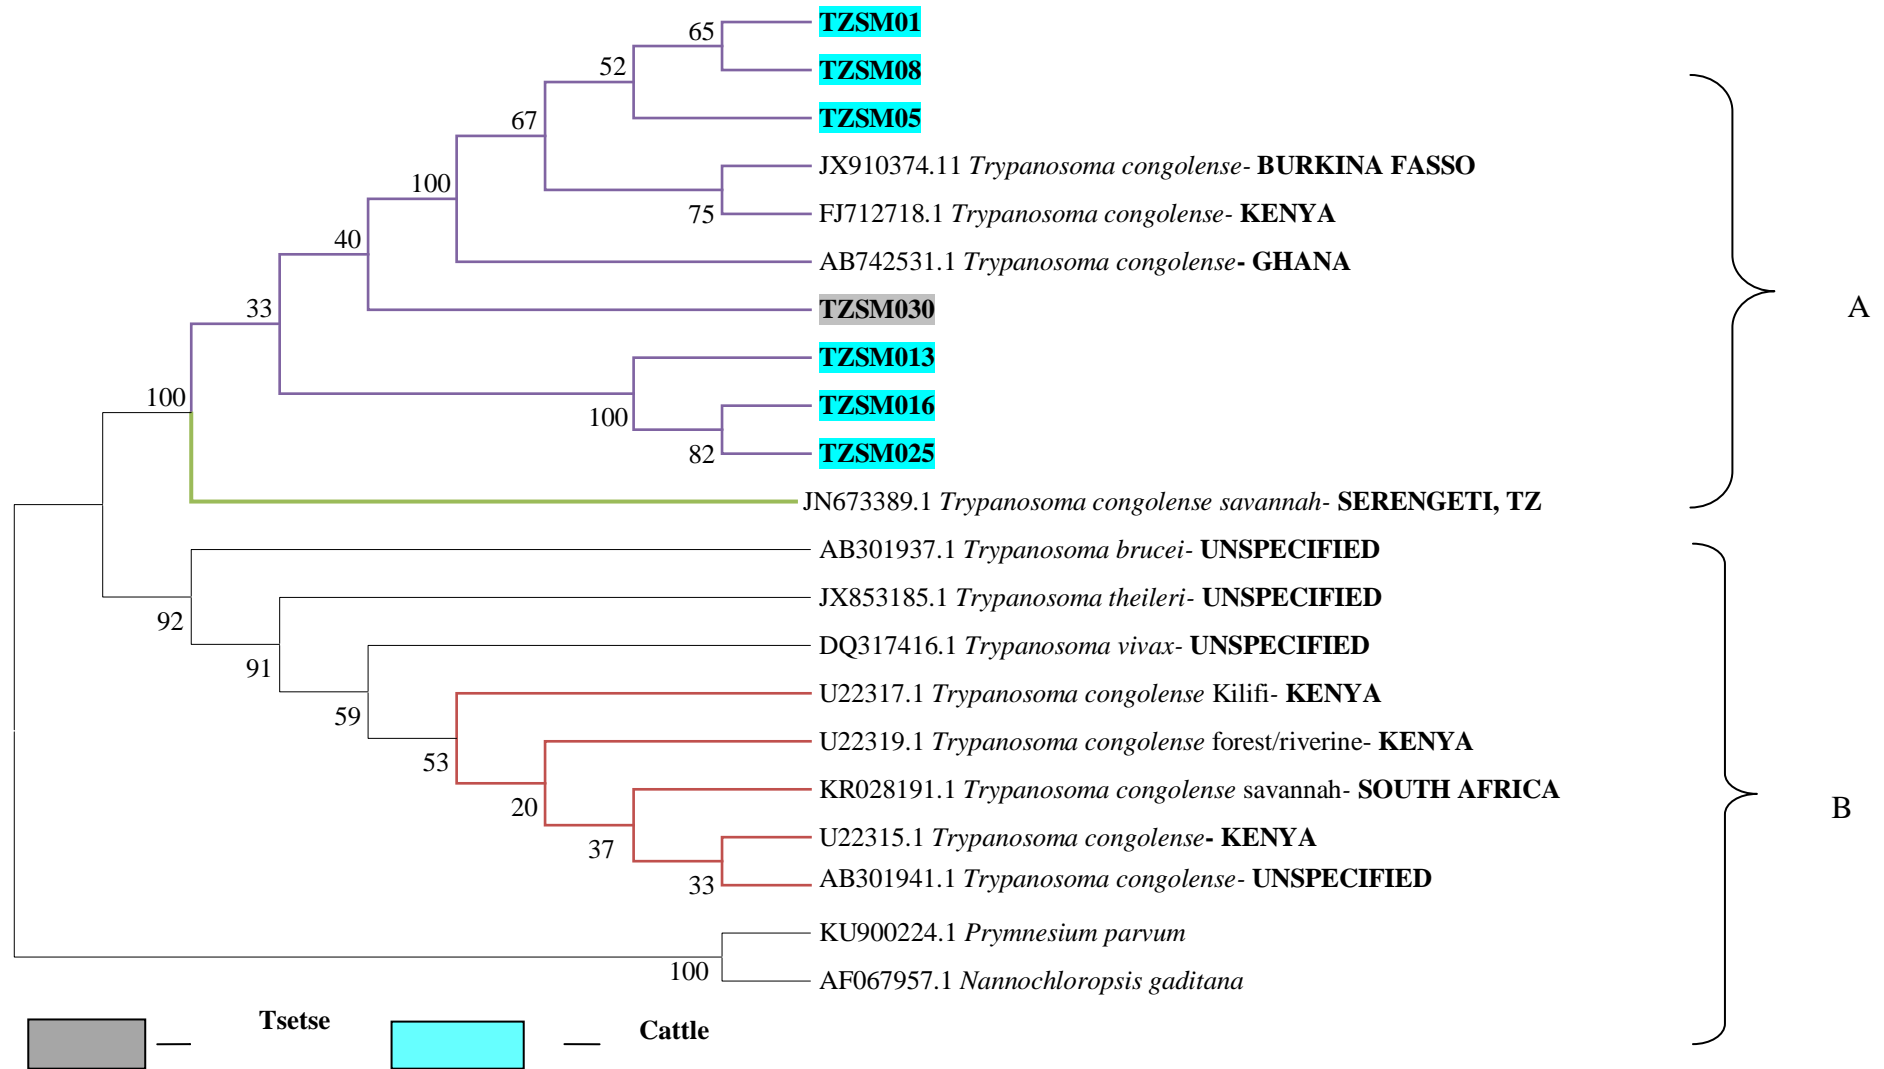 TZSM01
65
TZSM08
52
TZSM05
67
JX910374.11 Trypanosoma congolense- BURKINA FASSO
100
FJ712718.1 Trypanosoma congolense- KENYA
75
AB742531.1 Trypanosoma congolense- GHANA
40
TZSM030
33
A
TZSM013
TZSM016
100
100
TZSM025
82
JN673389.1 Trypanosoma congolense savannah- SERENGETI, TZ
AB301937.1 Trypanosoma brucei- UNSPECIFIED
JX853185.1 Trypanosoma theileri- UNSPECIFIED
92
DQ317416.1 Trypanosoma vivax- UNSPECIFIED
91
U22317.1 Trypanosoma congolense Kilifi- KENYA
59
U22319.1 Trypanosoma congolense forest/riverine- KENYA
53
KR028191.1 Trypanosoma congolense savannah- SOUTH AFRICA
20
B
U22315.1 Trypanosoma congolense- KENYA
37
AB301941.1 Trypanosoma congolense- UNSPECIFIED
33
KU900224.1 Prymnesium parvum
100
AF067957.1 Nannochloropsis gaditana
Tsetse
Cattle